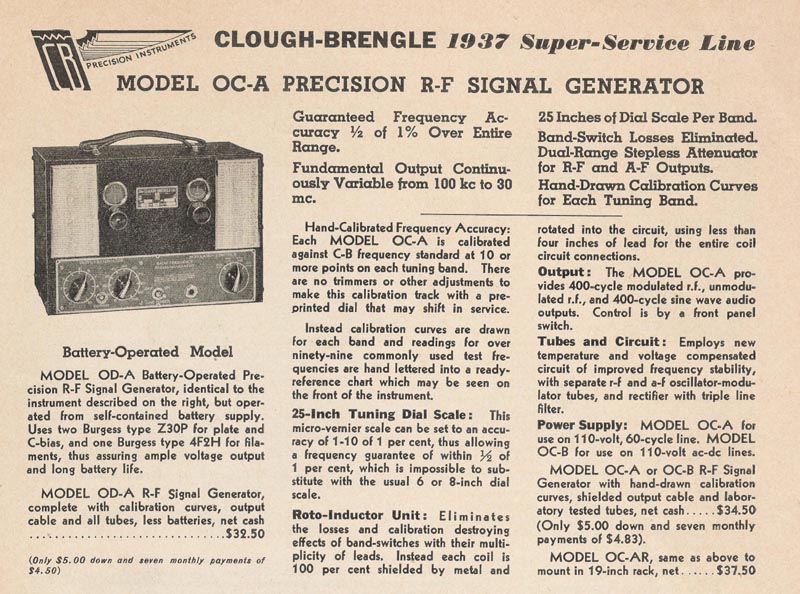 CB
PRECISION INSTRUMENTS
CLOUGH-BRENGLE 1937 Super-Service Line
MODEL OC-A PRECISION R-F SIGNAL GENERATOR
Battery-Operated Model
MODEL OD-A Battery-Operated Pre-
cision R-F Signal Generator, identical to the
instrument described on the right, but oper-
ated from self-contained battery supply.
Uses two Burgess type Z30P for plate and
C-bias, and one Burgess type 4F2H for fila-
ments, thus assuring ample voltage output
and long battery life.
MODEL OD-A R-F Signal Generator,
complete with calibration curves, output
cable and all tubes, less batteries, net cash
..............................$32.50
(Only $5.00 down and seven monthly payments of
$4.50)
Guaranteed Frequency Ac-
curacy ½ of 1% Over Entire
Range.
Fundamental Output Continu-
ously Variable from 100 kc to 30
mc.
25 Inches of Dial Scale Per Band.
Band-Switch Losses Eliminated.
Dual-Range Stepless Attenuator
for R-F and A-F Outputs.
Hand-Drawn Calibration Curves
for Each Tuning Band.
Hand-Calibrated Frequency Accuracy:
Each MODEL OC-A is calibrated
against C-B frequency standard at 10 or
more points on each tuning band. There
are no trimmers or other adjustments to
make this calibration track with a pre-
printed dial that may shift in service.
Instead calibration curves are drawn
for each band and readings for over
ninety-nine commonly used test fre-
quencies are hand lettered into a ready-
reference chart which may be seen on
the front of the instrument.
25-Inch Tuning Dial Scale: This
micro-vernier scale can be set to an accu-
racy of 1-10 of 1 per cent, thus allowing
a frequency guarantee of within ½ of
1 per cent, which is impossible to sub-
stitute with the usual 6 or 8-inch dial
scale.
Roto-Inductor Unit: Eliminates
the losses and calibration destroying
effects of band-switches with their multi-
plicity of leads. Instead each coil is
100 per cent shielded by metal and
rotated into the circuit, using less than
four inches of lead for the entire coil
circuit connections.
Output: The MODEL OC-A pro-
vides 400-cycle modulated r.f., unmodu-
lated r.f., and 400-cycle sine wave audio
outputs. Control is by a front panel
switch.
Tubes and Circuit: Employs new
temperature and voltage compensated
circuit of improved frequency stability,
with separate r-f and a-f oscillator-modu-
lator tubes, and rectifier with triple line
filter.
Power Supply: MODEL OC-A for
use on 110-volt, 60-cycle line. MODEL
OC-B for use on 110-volt ac-dc lines.
MODEL OC-A or OC-B R-F Signal
Generator with hand-drawn calibration
curves, shielded output cable and labor-
atory tested tubes, net cash.....$34.50
(Only $5.00 down and seven monthly
payments of $4.83).
MODEL OC-AR, same as above to
mount in 19-inch rack, net......$37.50